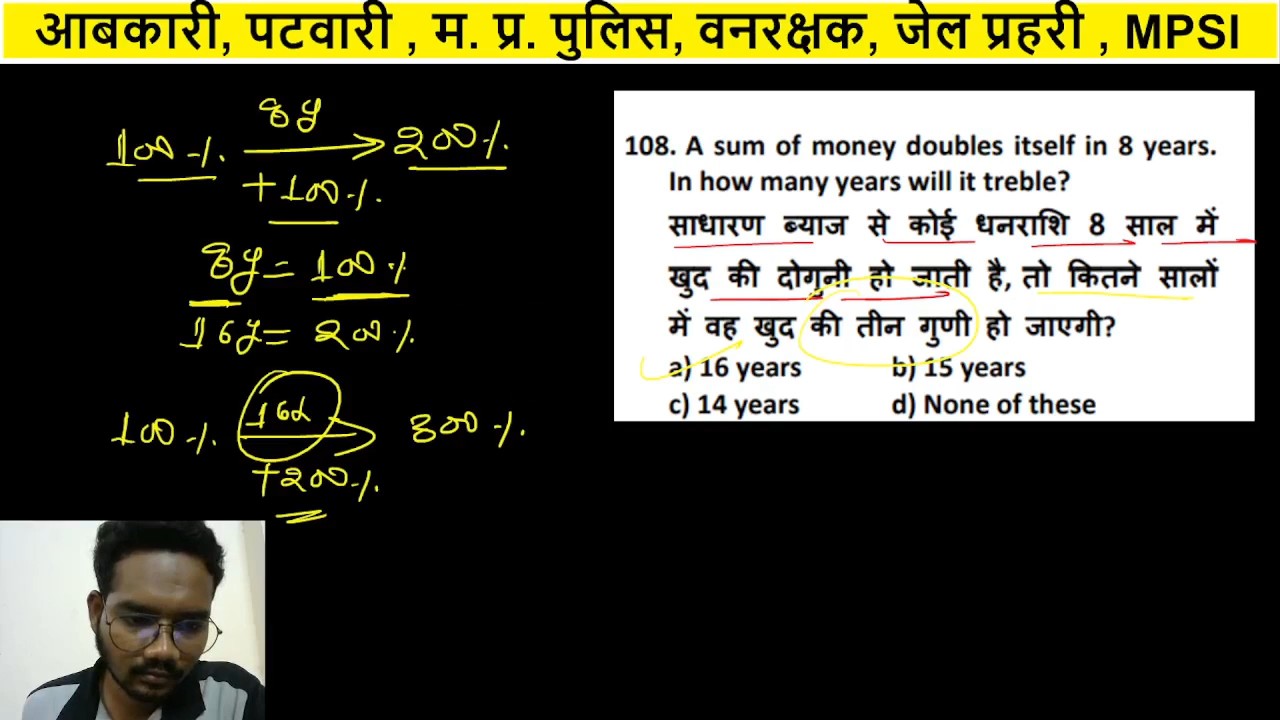 आबकारी, पटवारी , म. प्र. पुलिस, वनरक्षक, जेल प्रहरी , MPSI
8y
100% → 200%
+100%
8y = 100%
16y = 200%
16y
100% → 300%
+200%
108. A sum of money doubles itself in 8 years.
In how many years will it treble?
साधारण ब्याज से कोई धनराशि 8 साल में
खुद की दोगुनी हो जाती है, तो कितने सालों
में वह खुद की तीन गुणी हो जाएगी?
a) 16 years b) 15 years
c) 14 years d) None of these